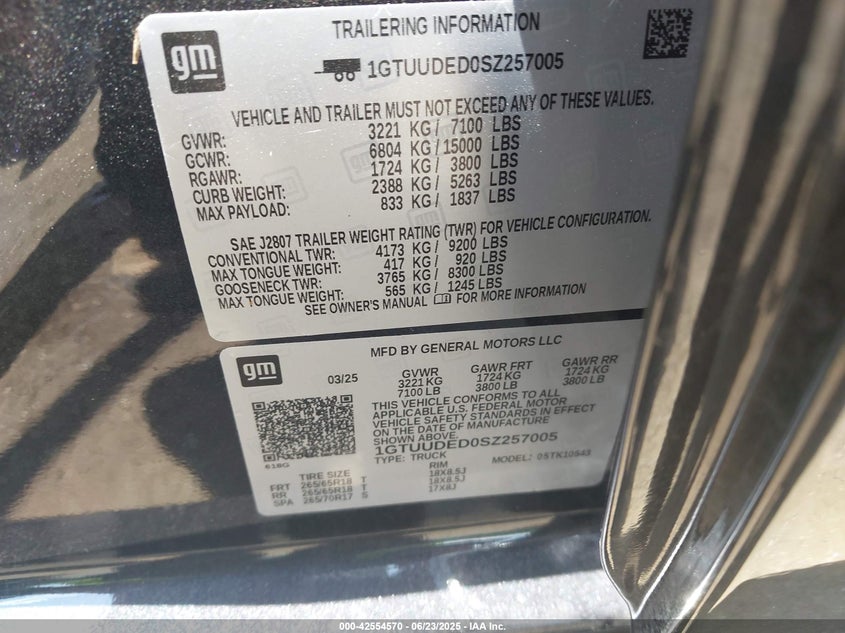 gm
TRAILERING INFORMATION
1GTUUDED0SZ257005
VEHICLE AND TRAILER MUST NOT EXCEED ANY OF THESE VALUES.
GVWR: 3221 KG/ 7100 LBS
GCWR: 6804 KG/15000 LBS
RGAWR: 1724 KG/ 3800 LBS
CURB WEIGHT: 2388 KG/ 5263 LBS
MAX PAYLOAD: 833 KG/ 1837 LBS
SAE J2807 TRAILER WEIGHT RATING (TWR) FOR VEHICLE CONFIGURATION.
CONVENTIONAL TWR: 4173 KG/ 9200 LBS
MAX TONGUE WEIGHT: 417 KG/ 920 LBS
GOOSENECK TWR: 3765 KG/ 8300 LBS
MAX TONGUE WEIGHT: 565 KG/ 1245 LBS
SEE OWNER'S MANUAL FOR MORE INFORMATION
gm
MFD BY GENERAL MOTORS LLC
03/25
GVWR GAWR FRT GAWR RR
3221 KG 1724 KG 1724 KG
7100 LB 3800 LB 3800 LB
THIS VEHICLE CONFORMS TO ALL
APPLICABLE U.S. FEDERAL MOTOR
VEHICLE SAFETY STANDARDS IN EFFECT
ON THE DATE OF MANUFACTURE
SHOWN ABOVE.
1GTUUDED0SZ257005
TYPE: TRUCK MODEL: 0STK10543
618G
TIRE SIZE RIM
FRT 265/65R18 T 18X8.5J
RR 265/65R18 T 18X8.5J
SPA 265/70R17 S 17X8J
000-42554570 - 06/23/2025 - IAA Inc.